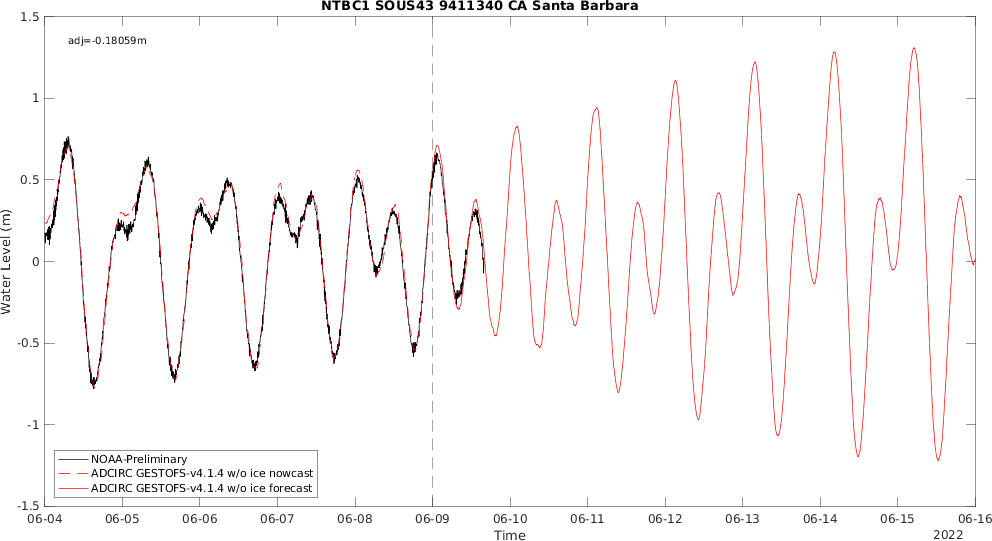 NTBC1 SOUS43 9411340 CA Santa Barbara
adj=-0.18059m
1.5
1
0.5
0
-0.5
-1
-1.5
Water Level (m)
NOAA-Preliminary
ADCIRC GESTOFS-v4.1.4 w/o ice nowcast
ADCIRC GESTOFS-v4.1.4 w/o ice forecast
06-04 06-05 06-06 06-07 06-08 06-09 06-10 06-11 06-12 06-13 06-14 06-15 06-16
Time
2022